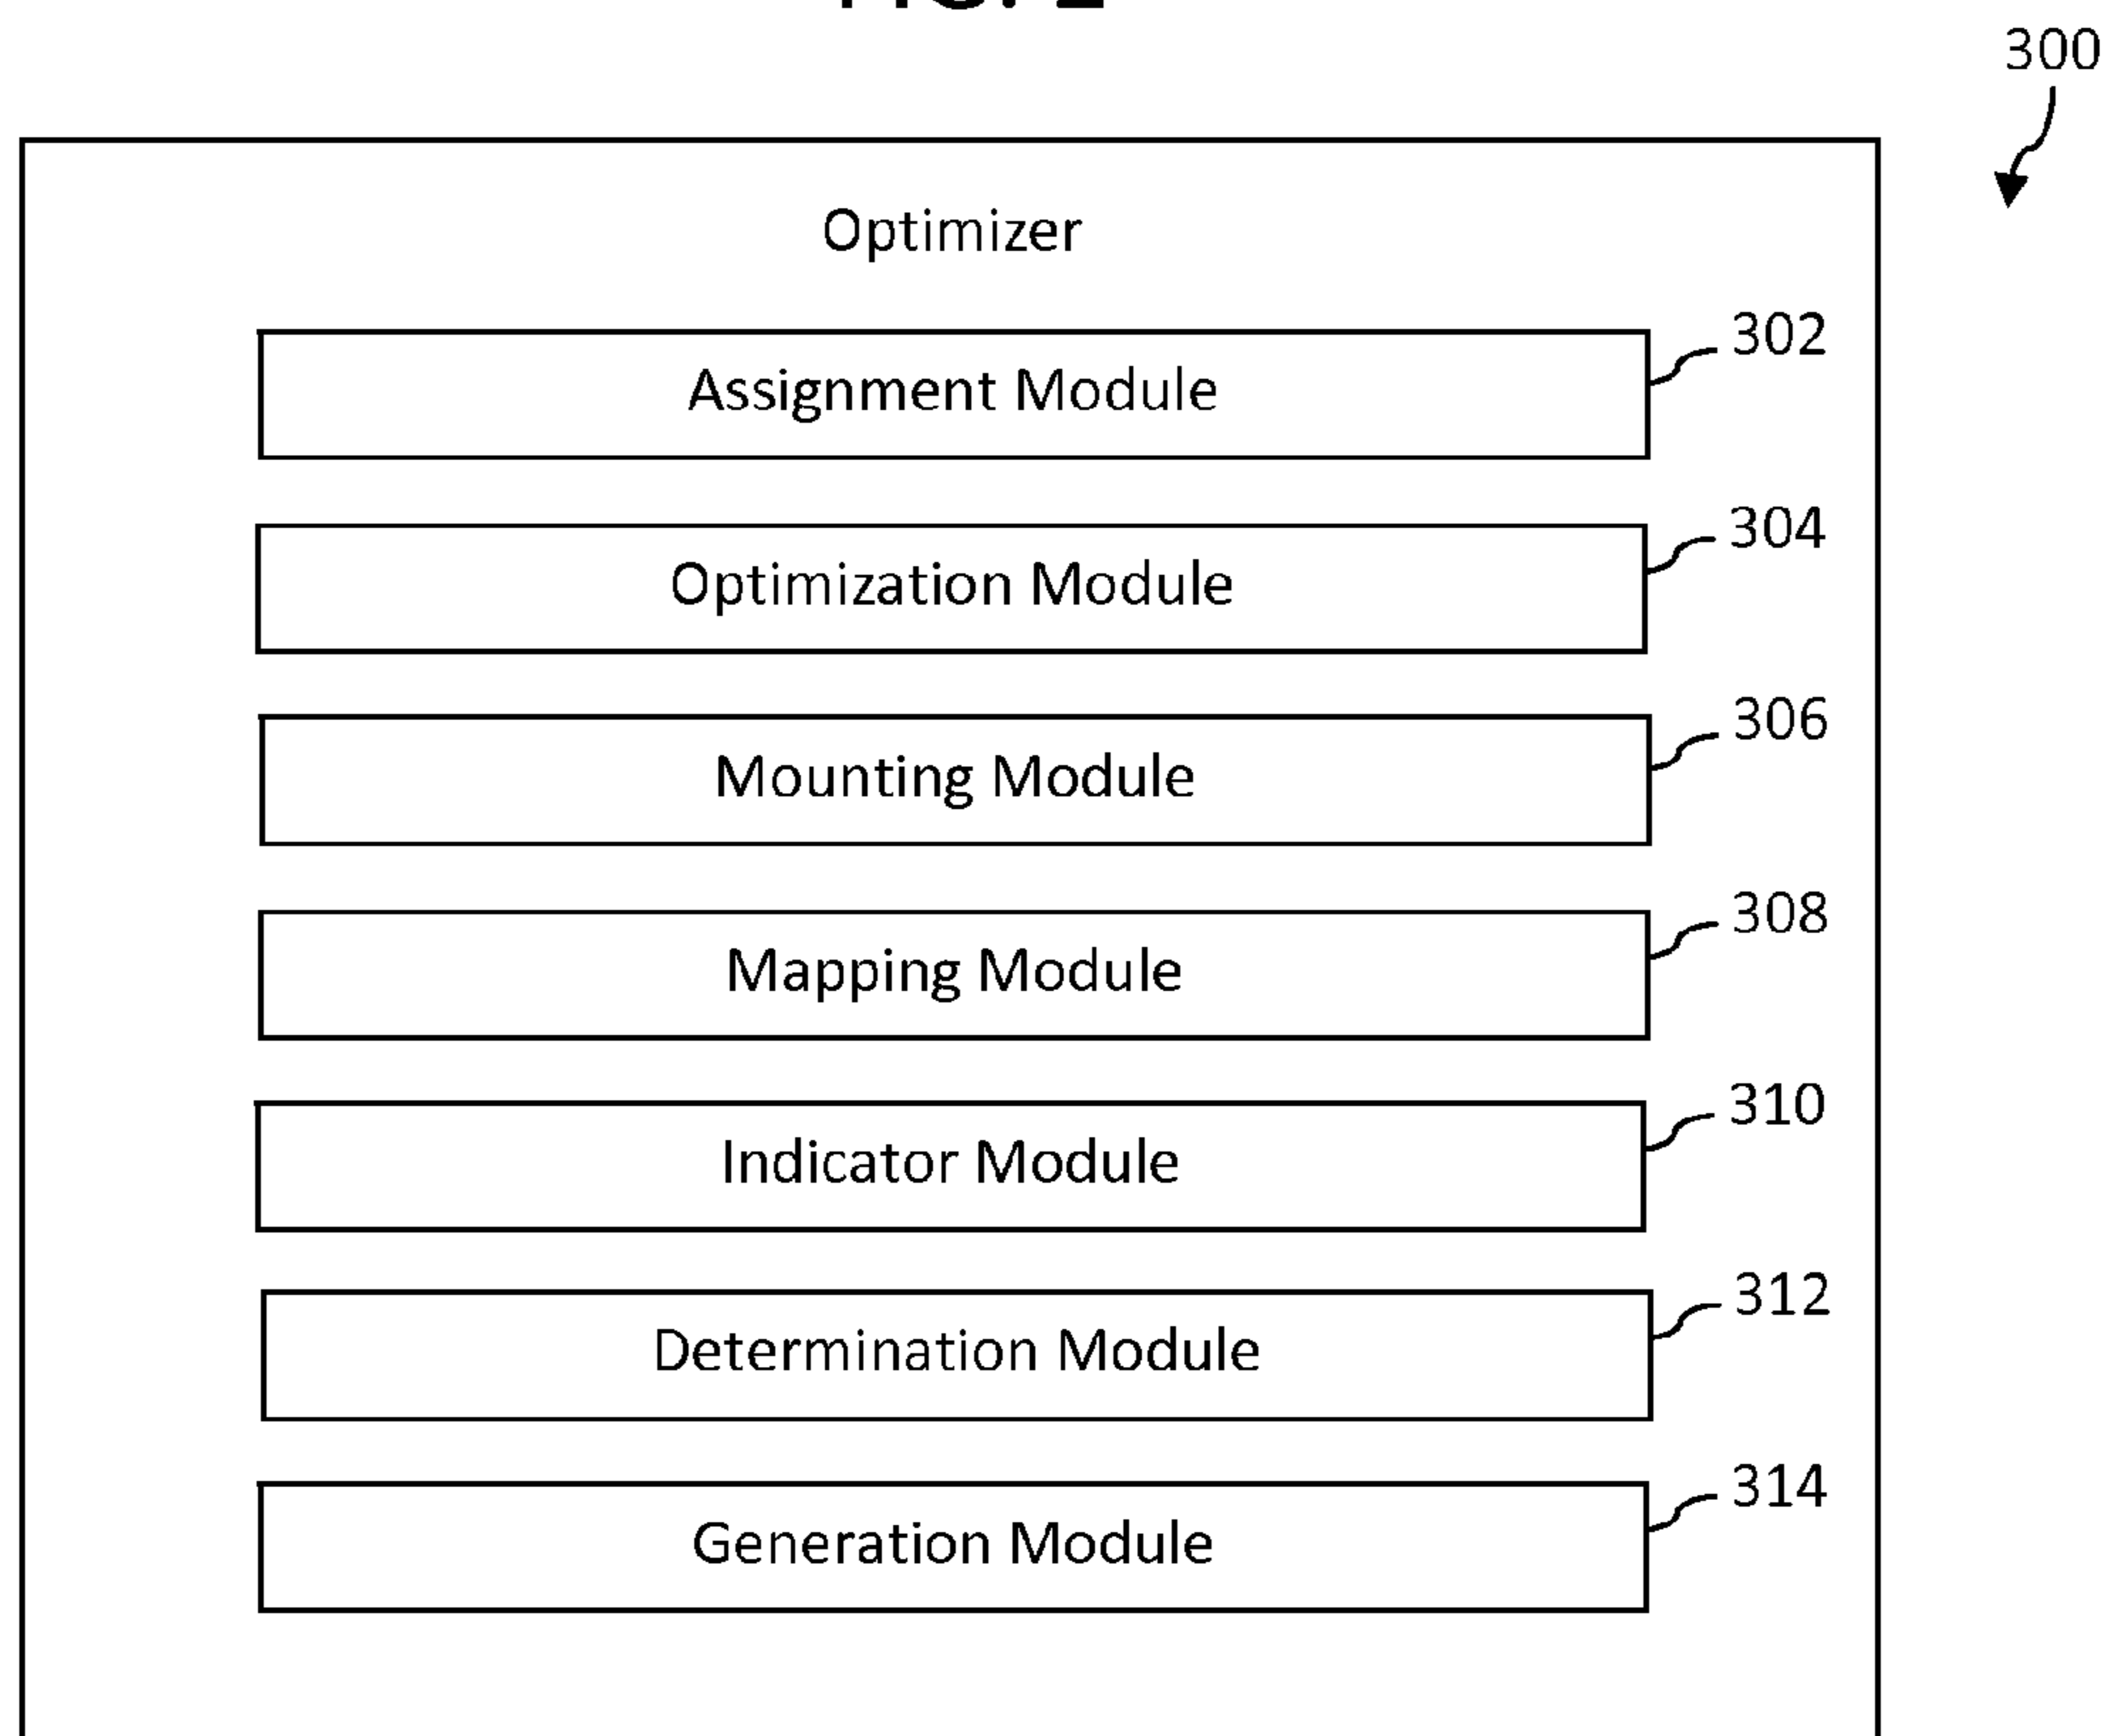 300
Optimizer
302
Assignment Module
304
Optimization Module
306
Mounting Module
308
Mapping Module
310
Indicator Module
312
Determination Module
314
Generation Module